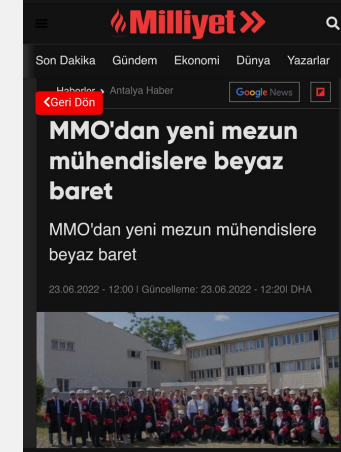 Milliyet
Son Dakika Gündem Ekonomi Dünya Yazarlar
Haberler > Antalya Haber
Google News
Geri Dön
MMO'dan yeni mezun
mühendislere beyaz
baret
MMO'dan yeni mezun mühendislere
beyaz baret
23.06.2022 - 12:00 | Güncelleme: 23.06.2022 - 12:20| DHA